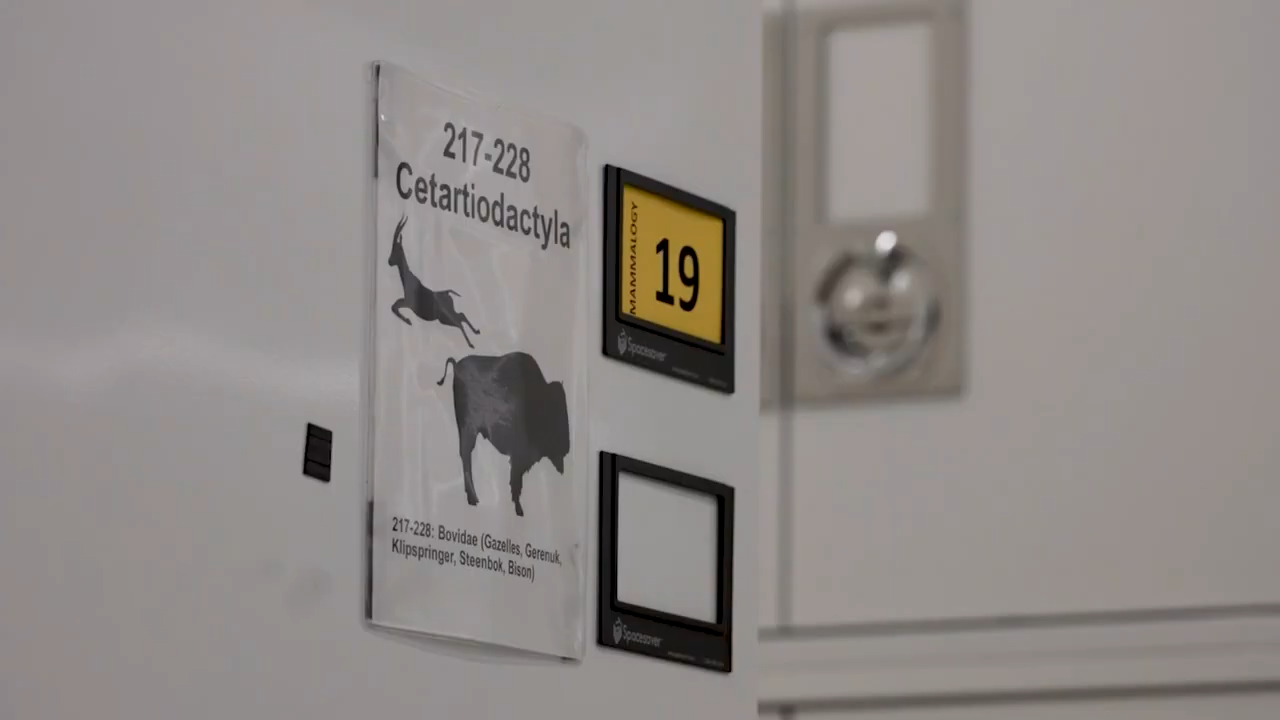 217-228
Cetartiodactyla
217-228: Bovidae (Gazelles, Gerenuk,
Klipspringer, Steenbok, Bison)
MAMMALOGY
19
Spacesaver
Spacesaver